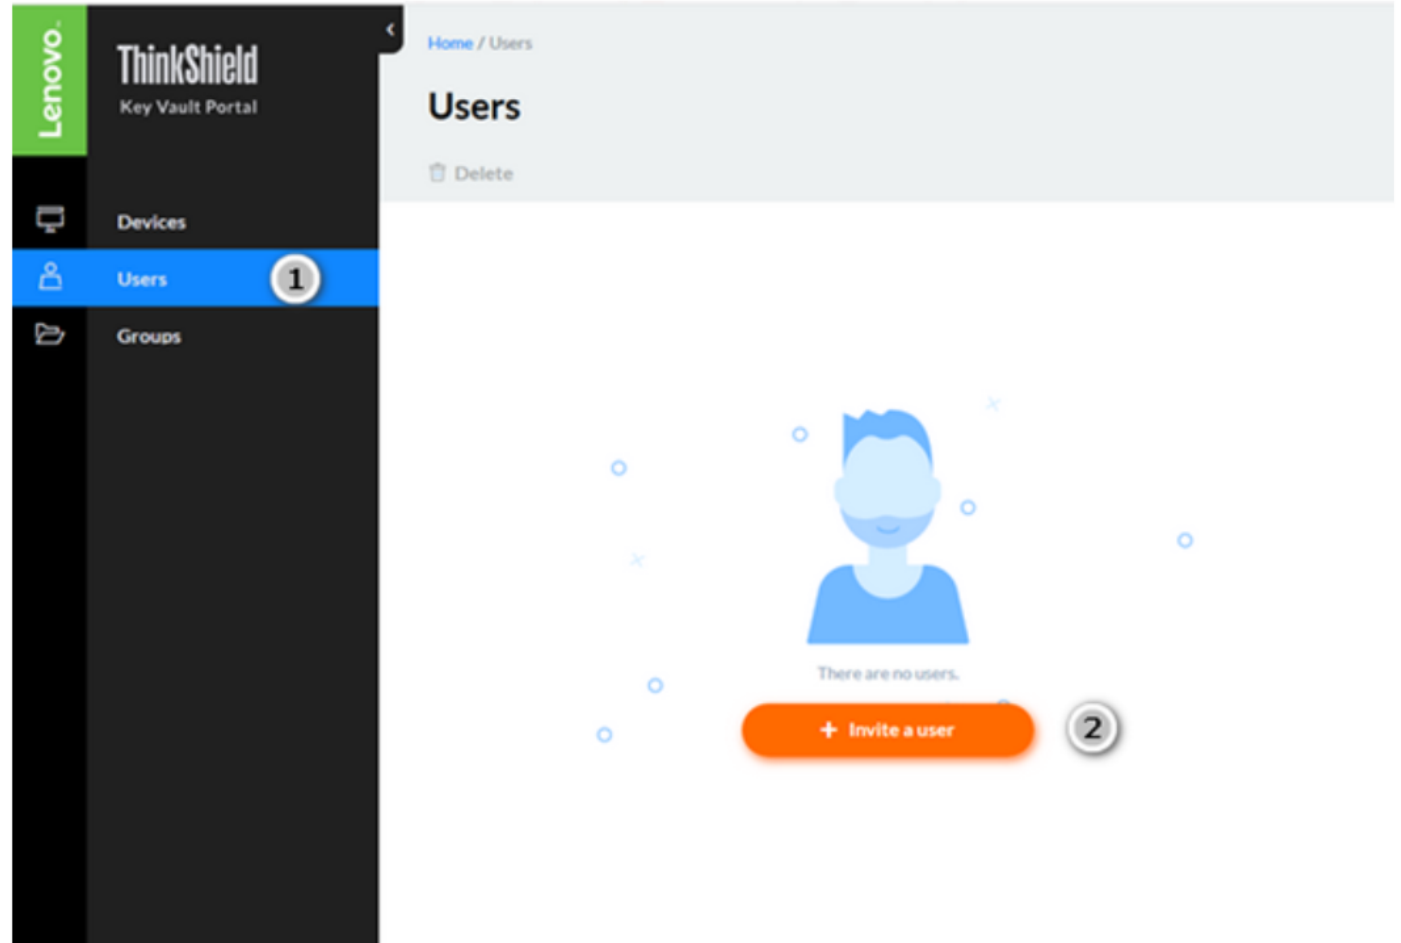 Lenovo.
ThinkShield
Key Vault Portal
Devices
Users
1
Groups
Home / Users
Users
Delete
There are no users.
+ Invite a user
2